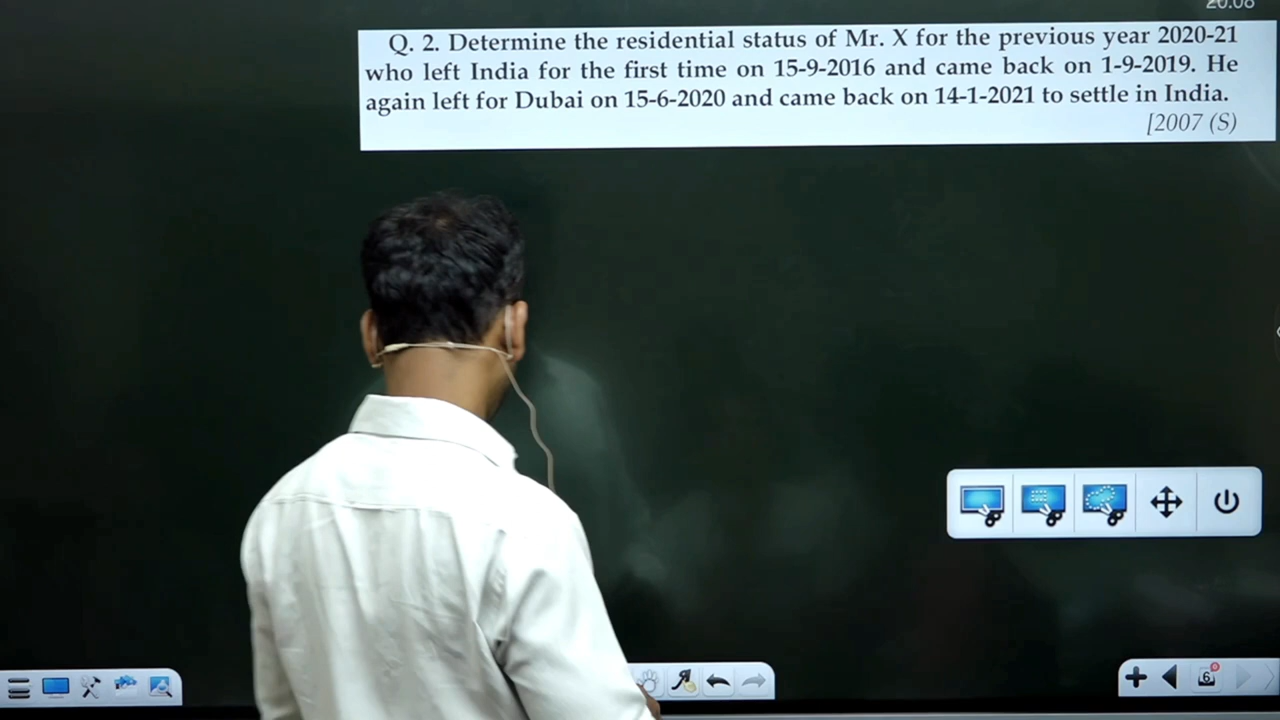 Q. 2. Determine the residential status of Mr. X for the previous year 2020-21
who left India for the first time on 15-9-2016 and came back on 1-9-2019. He
again left for Dubai on 15-6-2020 and came back on 14-1-2021 to settle in India.
[2007 (S)
6